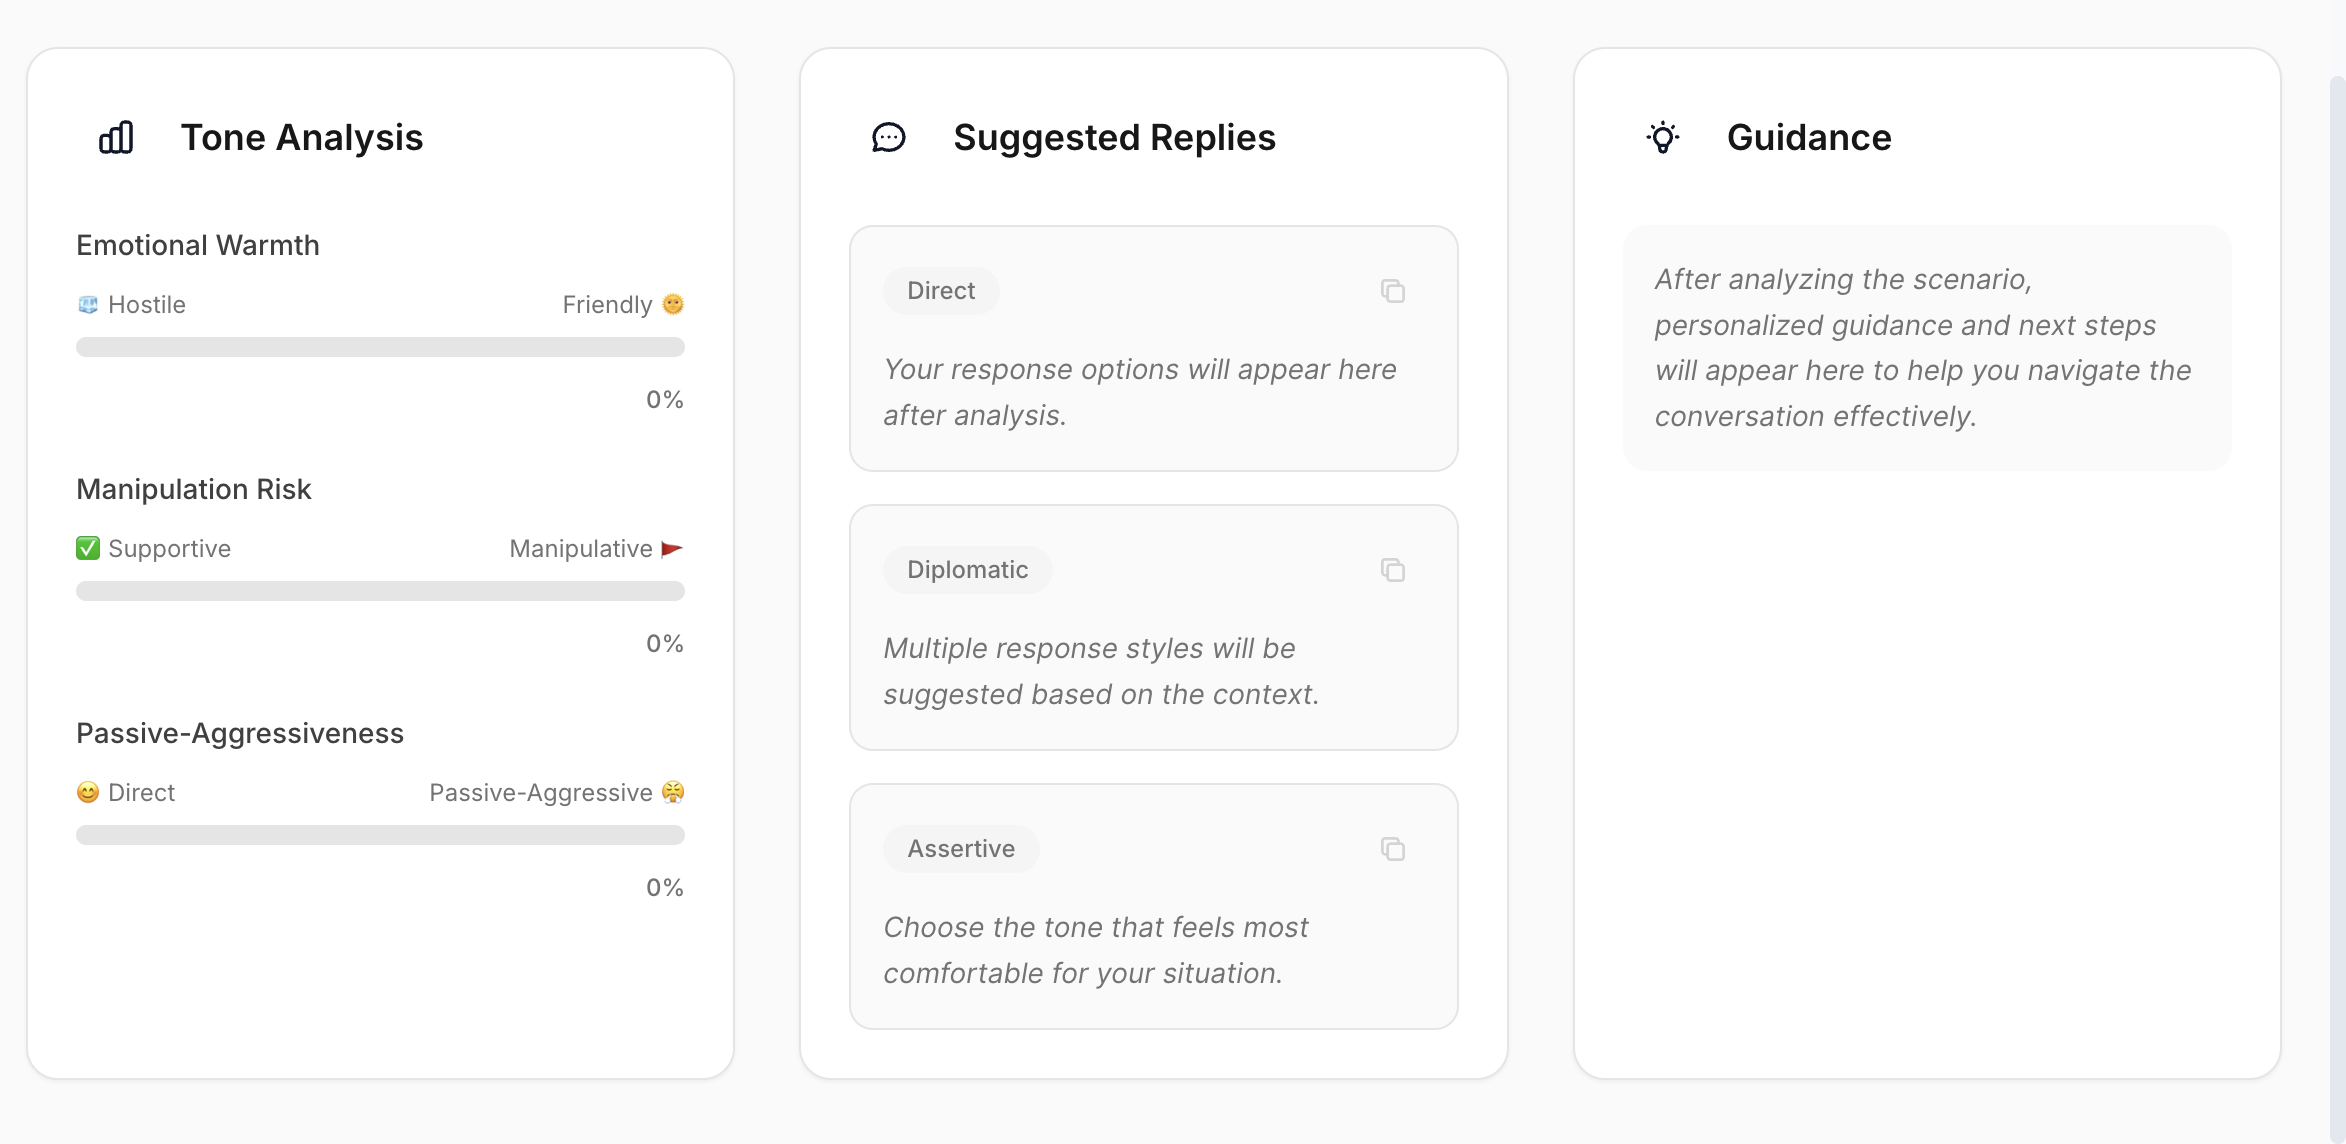 Tone Analysis
Emotional Warmth
🧊 Hostile
Friendly 🌞
0%
Manipulation Risk
✅ Supportive
Manipulative 🚩
0%
Passive-Aggressiveness
😊 Direct
Passive-Aggressive 😤
0%
Suggested Replies
Direct
Your response options will appear here
after analysis.
Diplomatic
Multiple response styles will be
suggested based on the context.
Assertive
Choose the tone that feels most
comfortable for your situation.
Guidance
After analyzing the scenario,
personalized guidance and next steps
will appear here to help you navigate the
conversation effectively.